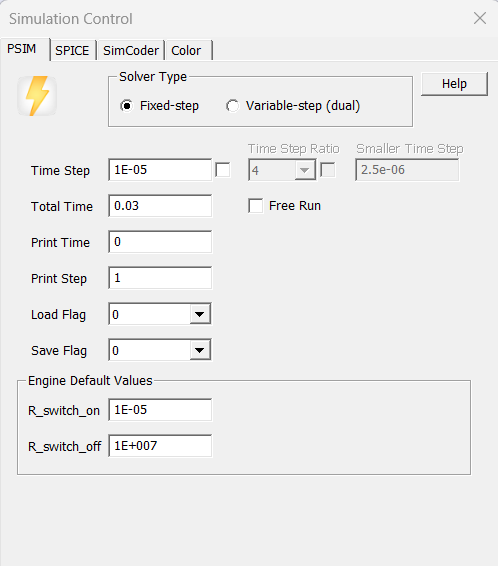 Simulation Control
PSIM SPICE SimCoder Color
Solver Type
Fixed-step Variable-step (dual)
Help
Time Step Ratio Smaller Time Step
Time Step 1E-05 4 2.5e-06
Total Time 0.03 Free Run
Print Time 0
Print Step 1
Load Flag 0
Save Flag 0
Engine Default Values
R_switch_on 1E-05
R_switch_off 1E+007